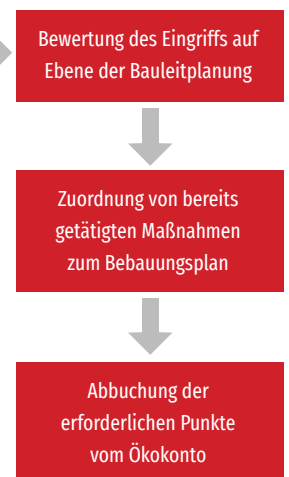 Bewertung des Eingriffs auf
Ebene der Bauleitplanung
Zuordnung von bereits
getätigten Maßnahmen
zum Bebauungsplan
Abbuchung der
erforderlichen Punkte
vom Ökokonto